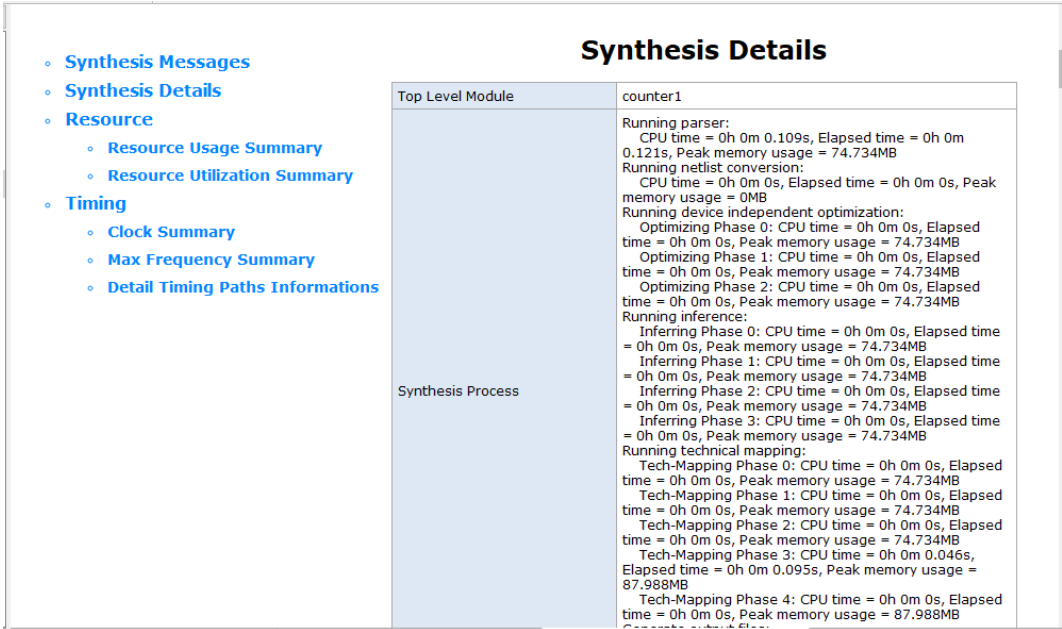 Synthesis Messages
Synthesis Details
Resource
Resource Usage Summary
Resource Utilization Summary
Timing
Clock Summary
Max Frequency Summary
Detail Timing Paths Informations
Synthesis Details
Top Level Module
counter1
Synthesis Process
Running parser:
CPU time = 0h 0m 0.109s, Elapsed time = 0h 0m
0.121s, Peak memory usage = 74.734MB
Running netlist conversion:
CPU time = 0h 0m 0s, Elapsed time = 0h 0m 0s, Peak
memory usage = 0MB
Running device independent optimization:
Optimizing Phase 0: CPU time = 0h 0m 0s, Elapsed
time = 0h 0m 0s, Peak memory usage = 74.734MB
Optimizing Phase 1: CPU time = 0h 0m 0s, Elapsed
time = 0h 0m 0s, Peak memory usage = 74.734MB
Optimizing Phase 2: CPU time = 0h 0m 0s, Elapsed
time = 0h 0m 0s, Peak memory usage = 74.734MB
Running inference:
Inferring Phase 0: CPU time = 0h 0m 0s, Elapsed time
= 0h 0m 0s, Peak memory usage = 74.734MB
Inferring Phase 1: CPU time = 0h 0m 0s, Elapsed time
= 0h 0m 0s, Peak memory usage = 74.734MB
Inferring Phase 2: CPU time = 0h 0m 0s, Elapsed time
= 0h 0m 0s, Peak memory usage = 74.734MB
Inferring Phase 3: CPU time = 0h 0m 0s, Elapsed time
= 0h 0m 0s, Peak memory usage = 74.734MB
Running technical mapping:
Tech-Mapping Phase 0: CPU time = 0h 0m 0s, Elapsed
time = 0h 0m 0s, Peak memory usage = 74.734MB
Tech-Mapping Phase 1: CPU time = 0h 0m 0s, Elapsed
time = 0h 0m 0s, Peak memory usage = 74.734MB
Tech-Mapping Phase 2: CPU time = 0h 0m 0s, Elapsed
time = 0h 0m 0s, Peak memory usage = 74.734MB
Tech-Mapping Phase 3: CPU time = 0h 0m 0.046s,
Elapsed time = 0h 0m 0.095s, Peak memory usage =
87.988MB
Tech-Mapping Phase 4: CPU time = 0h 0m 0s, Elapsed
time = 0h 0m 0s, Peak memory usage = 87.988MB